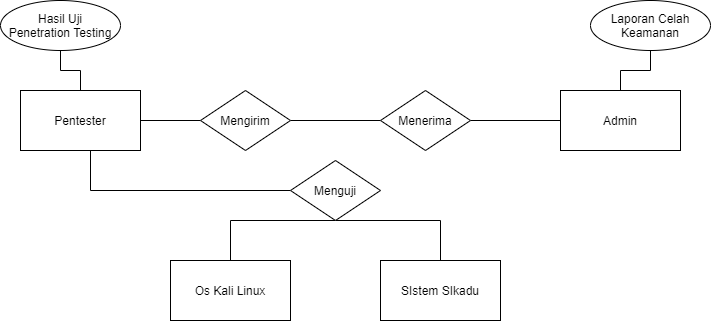 Hasil Uji
Penetration Testing
Laporan Celah
Keamanan
Pentester
Mengirim
Menerima
Admin
Menguji
Os Kali Linux
SIstem SIkadu